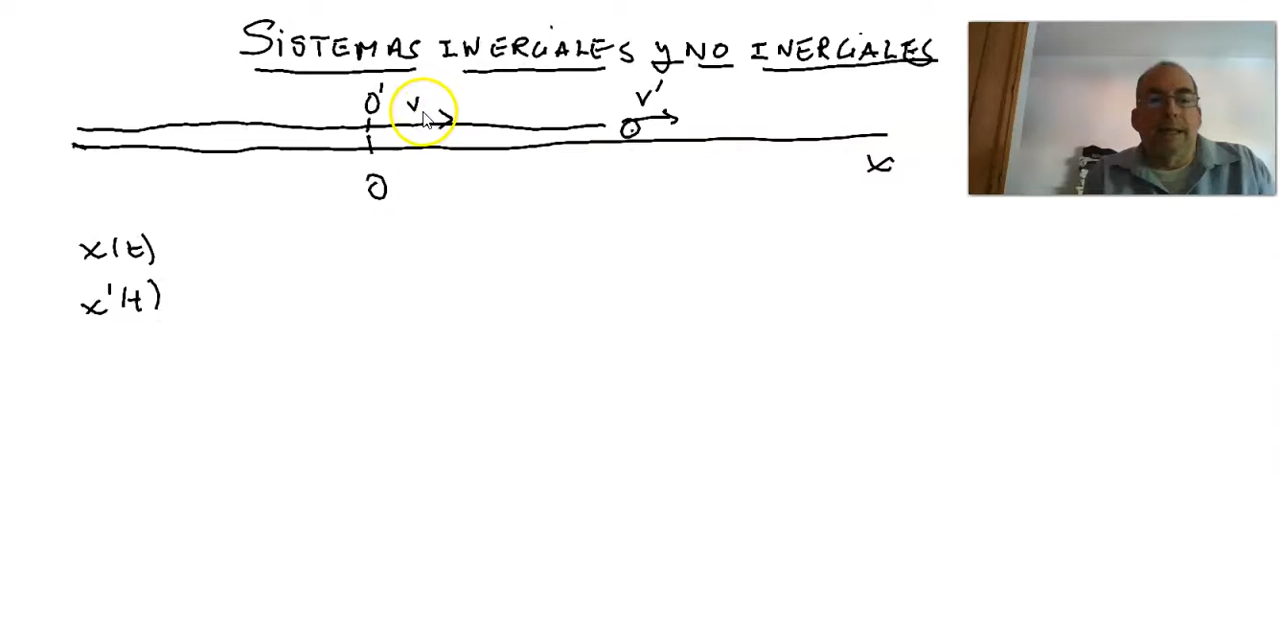 SISTEMAS INERCIALES Y NO INERCIALES
O' v v'
O x
x(t)
x'(t)